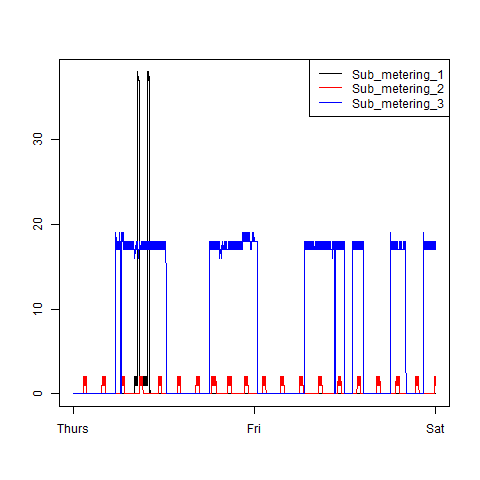 Sub_metering_1
Sub_metering_2
Sub_metering_3
30
20
10
0
Thurs Fri Sat